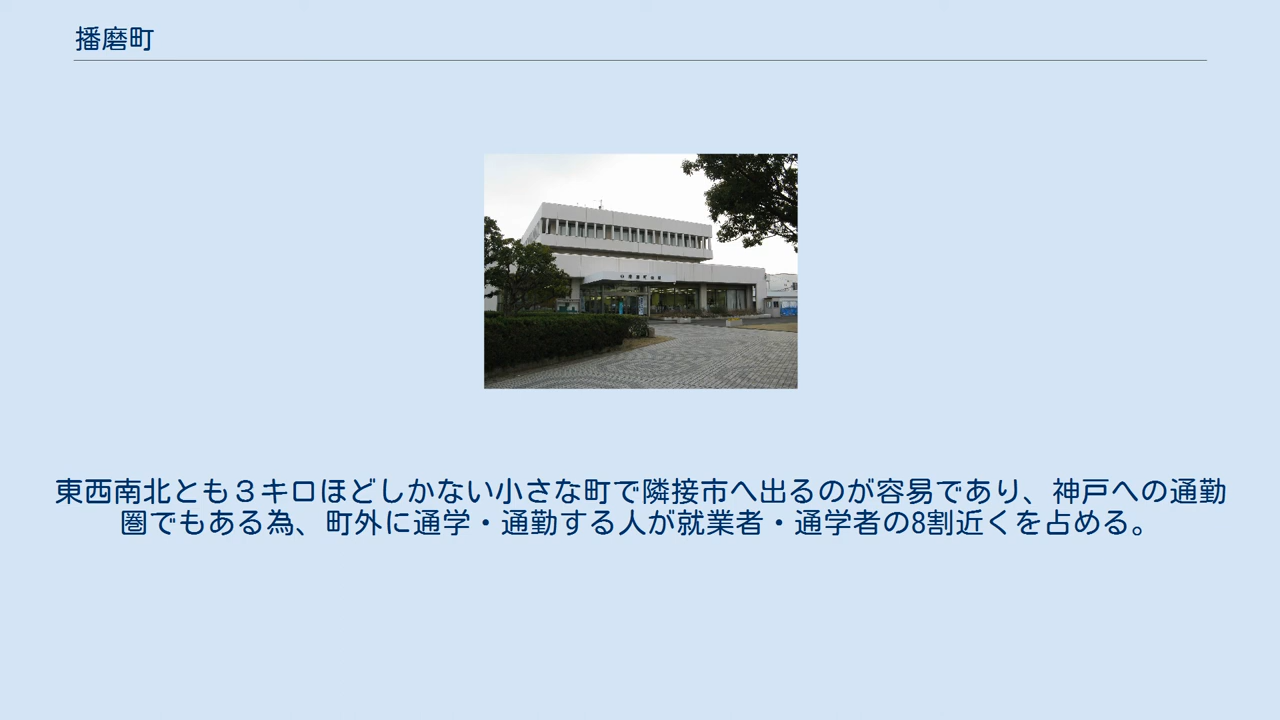 播磨町
東西南北とも３キロほどしかない小さな町で隣接市へ出るのが容易であり、神戸への通勤
圏でもある為、町外に通学・通勤する人が就業者・通学者の8割近くを占める。